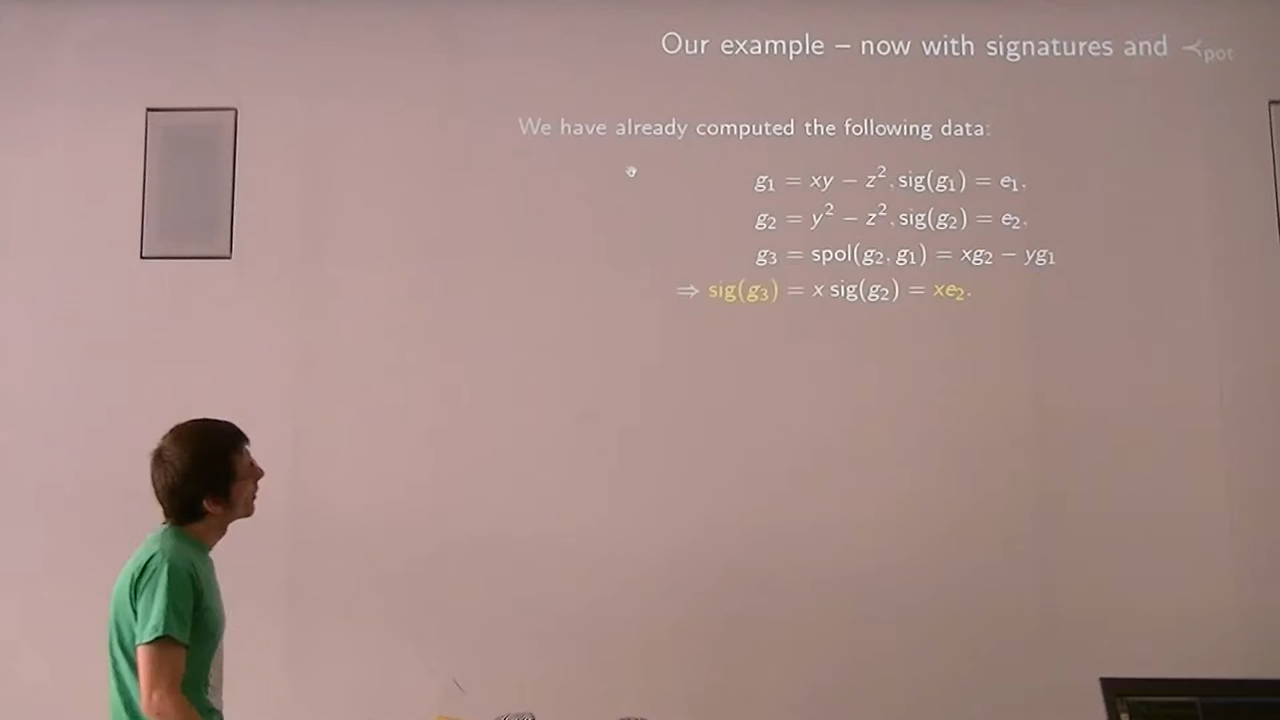 Our example – now with signatures and ≺pot
We have already computed the following data:
g₁ = xy − z², sig(g₁) = e₁,
g₂ = y² − z², sig(g₂) = e₂,
g₃ = spol(g₂, g₁) = xg₂ − yg₁
⇒ sig(g₃) = x sig(g₂) = xe₂.